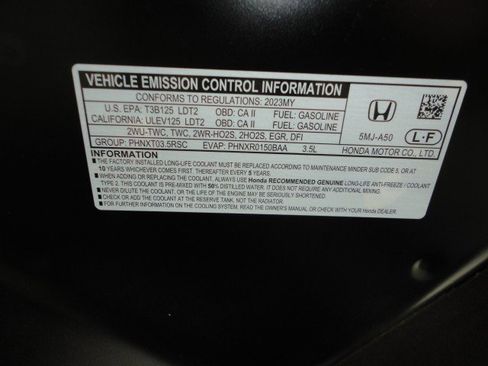 VEHICLE EMISSION CONTROL INFORMATION
CONFORMS TO REGULATIONS: 2023MY
U.S. EPA: T3B125 LDT2 OBD: CA II FUEL: GASOLINE
CALIFORNIA: ULEV125 LDT2 OBD: CA II FUEL: GASOLINE
2WU-TWC, TWC, 2WR-HO2S, 2HO2S, EGR, DFI
GROUP: PHNXT03.5RSC EVAP: PHNXR0150BAA 3.5L
HONDA
5MJ-A50
L·F
HONDA MOTOR CO., LTD.
INFORMATION
■ THE FACTORY INSTALLED LONG-LIFE COOLANT MUST BE REPLACED ACCORDING TO MAINTENANCE MINDER SUB CODE 5, OR AT
10 YEARS WHICHEVER COMES FIRST. THEREAFTER EVERY 5 YEARS.
■ WHEN ADDING OR REPLACING COOLANT, ALWAYS USE Honda RECOMMENDED GENUINE LONG-LIFE ANTI-FREEZE / COOLANT
TYPE 2. THIS COOLANT IS PRE-MIXED WITH 50% DISTILLED WATER. IT DOES NOT REQUIRE ANY ADDITIONAL MIXING.
■ NEVER DILUTE THE COOLANT, OR THE LIFE OF THE ENGINE MAY BE SERIOUSLY SHORTENED.
■ CHECK OR ADD THE COOLANT AT THE RESERVE TANK, NOT THE RADIATOR.
■ FOR FURTHER INFORMATION ON THE COOLING SYSTEM, READ THE OWNER'S MANUAL OR CHECK WITH YOUR Honda DEALER.